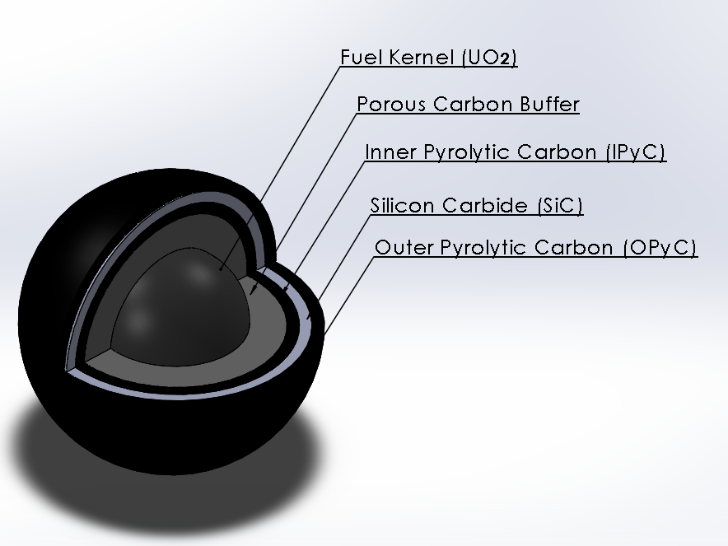 Fuel Kernel (UO2)
Porous Carbon Buffer
Inner Pyrolytic Carbon (IPyC)
Silicon Carbide (SiC)
Outer Pyrolytic Carbon (OPyC)